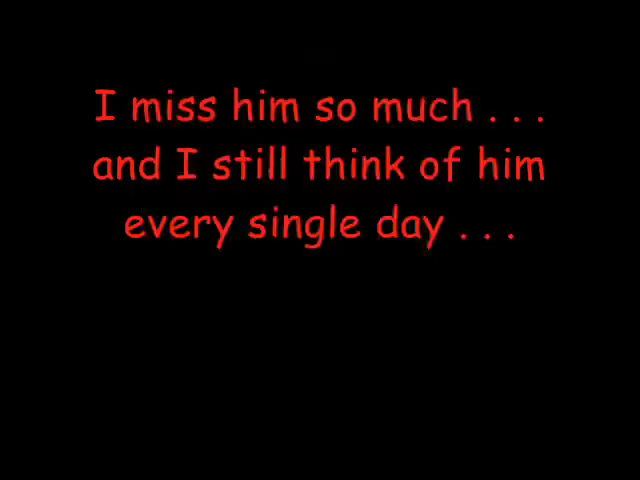 I miss him so much . . .
and I still think of him
every single day . . .